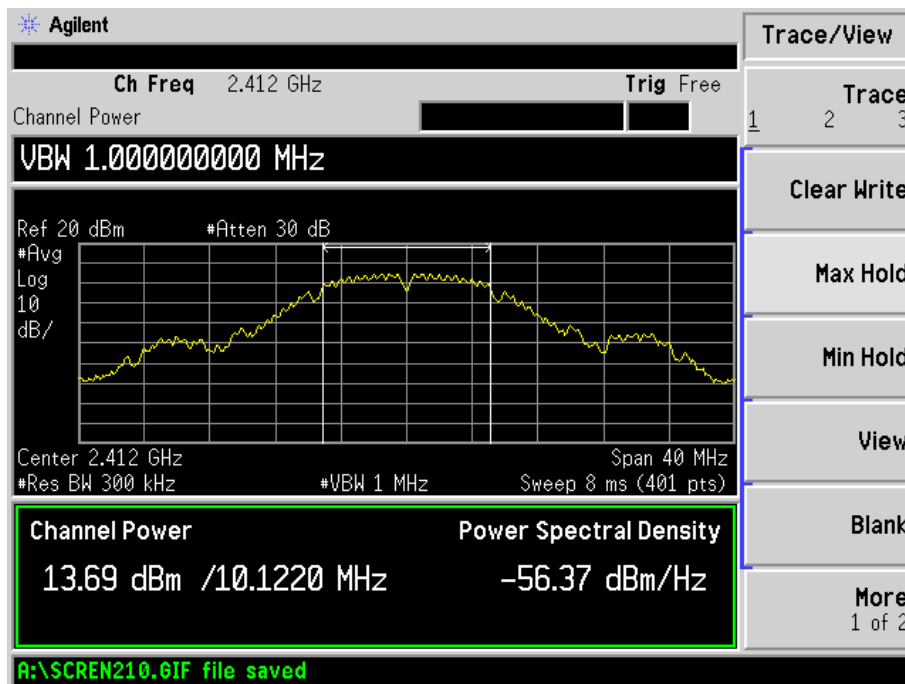 Agilent
Trace/View
Ch Freq 2.412 GHz Trig Free
Channel Power
Trace
1 2 3
VBW 1.000000000 MHz
Clear Write
Ref 20 dBm #Atten 30 dB
#Avg
Log
10
dB/
Max Hold
Min Hold
View
Center 2.412 GHz Span 40 MHz
#Res BW 300 kHz #VBW 1 MHz Sweep 8 ms (401 pts)
Blank
Channel Power Power Spectral Density
13.69 dBm /10.1220 MHz -56.37 dBm/Hz
More
1 of 2
A:\SCREN210.GIF file saved